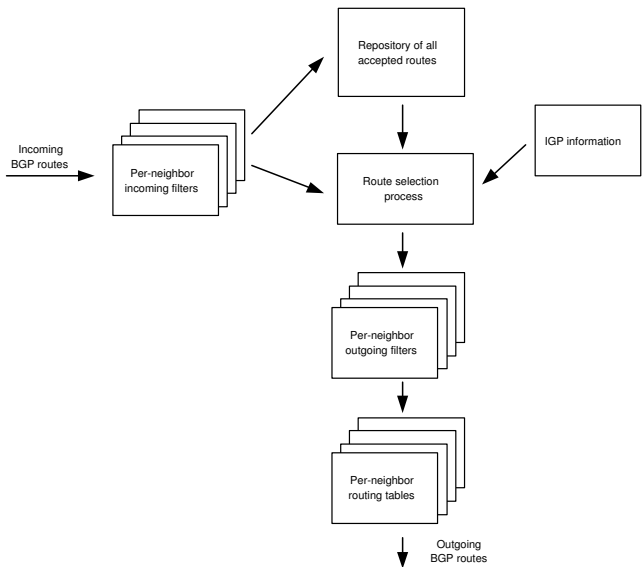 Repository of all
accepted routes
Incoming
BGP routes
Per-neighbor
incoming filters
IGP information
Route selection
process
Per-neighbor
outgoing filters
Per-neighbor
routing tables
Outgoing
BGP routes